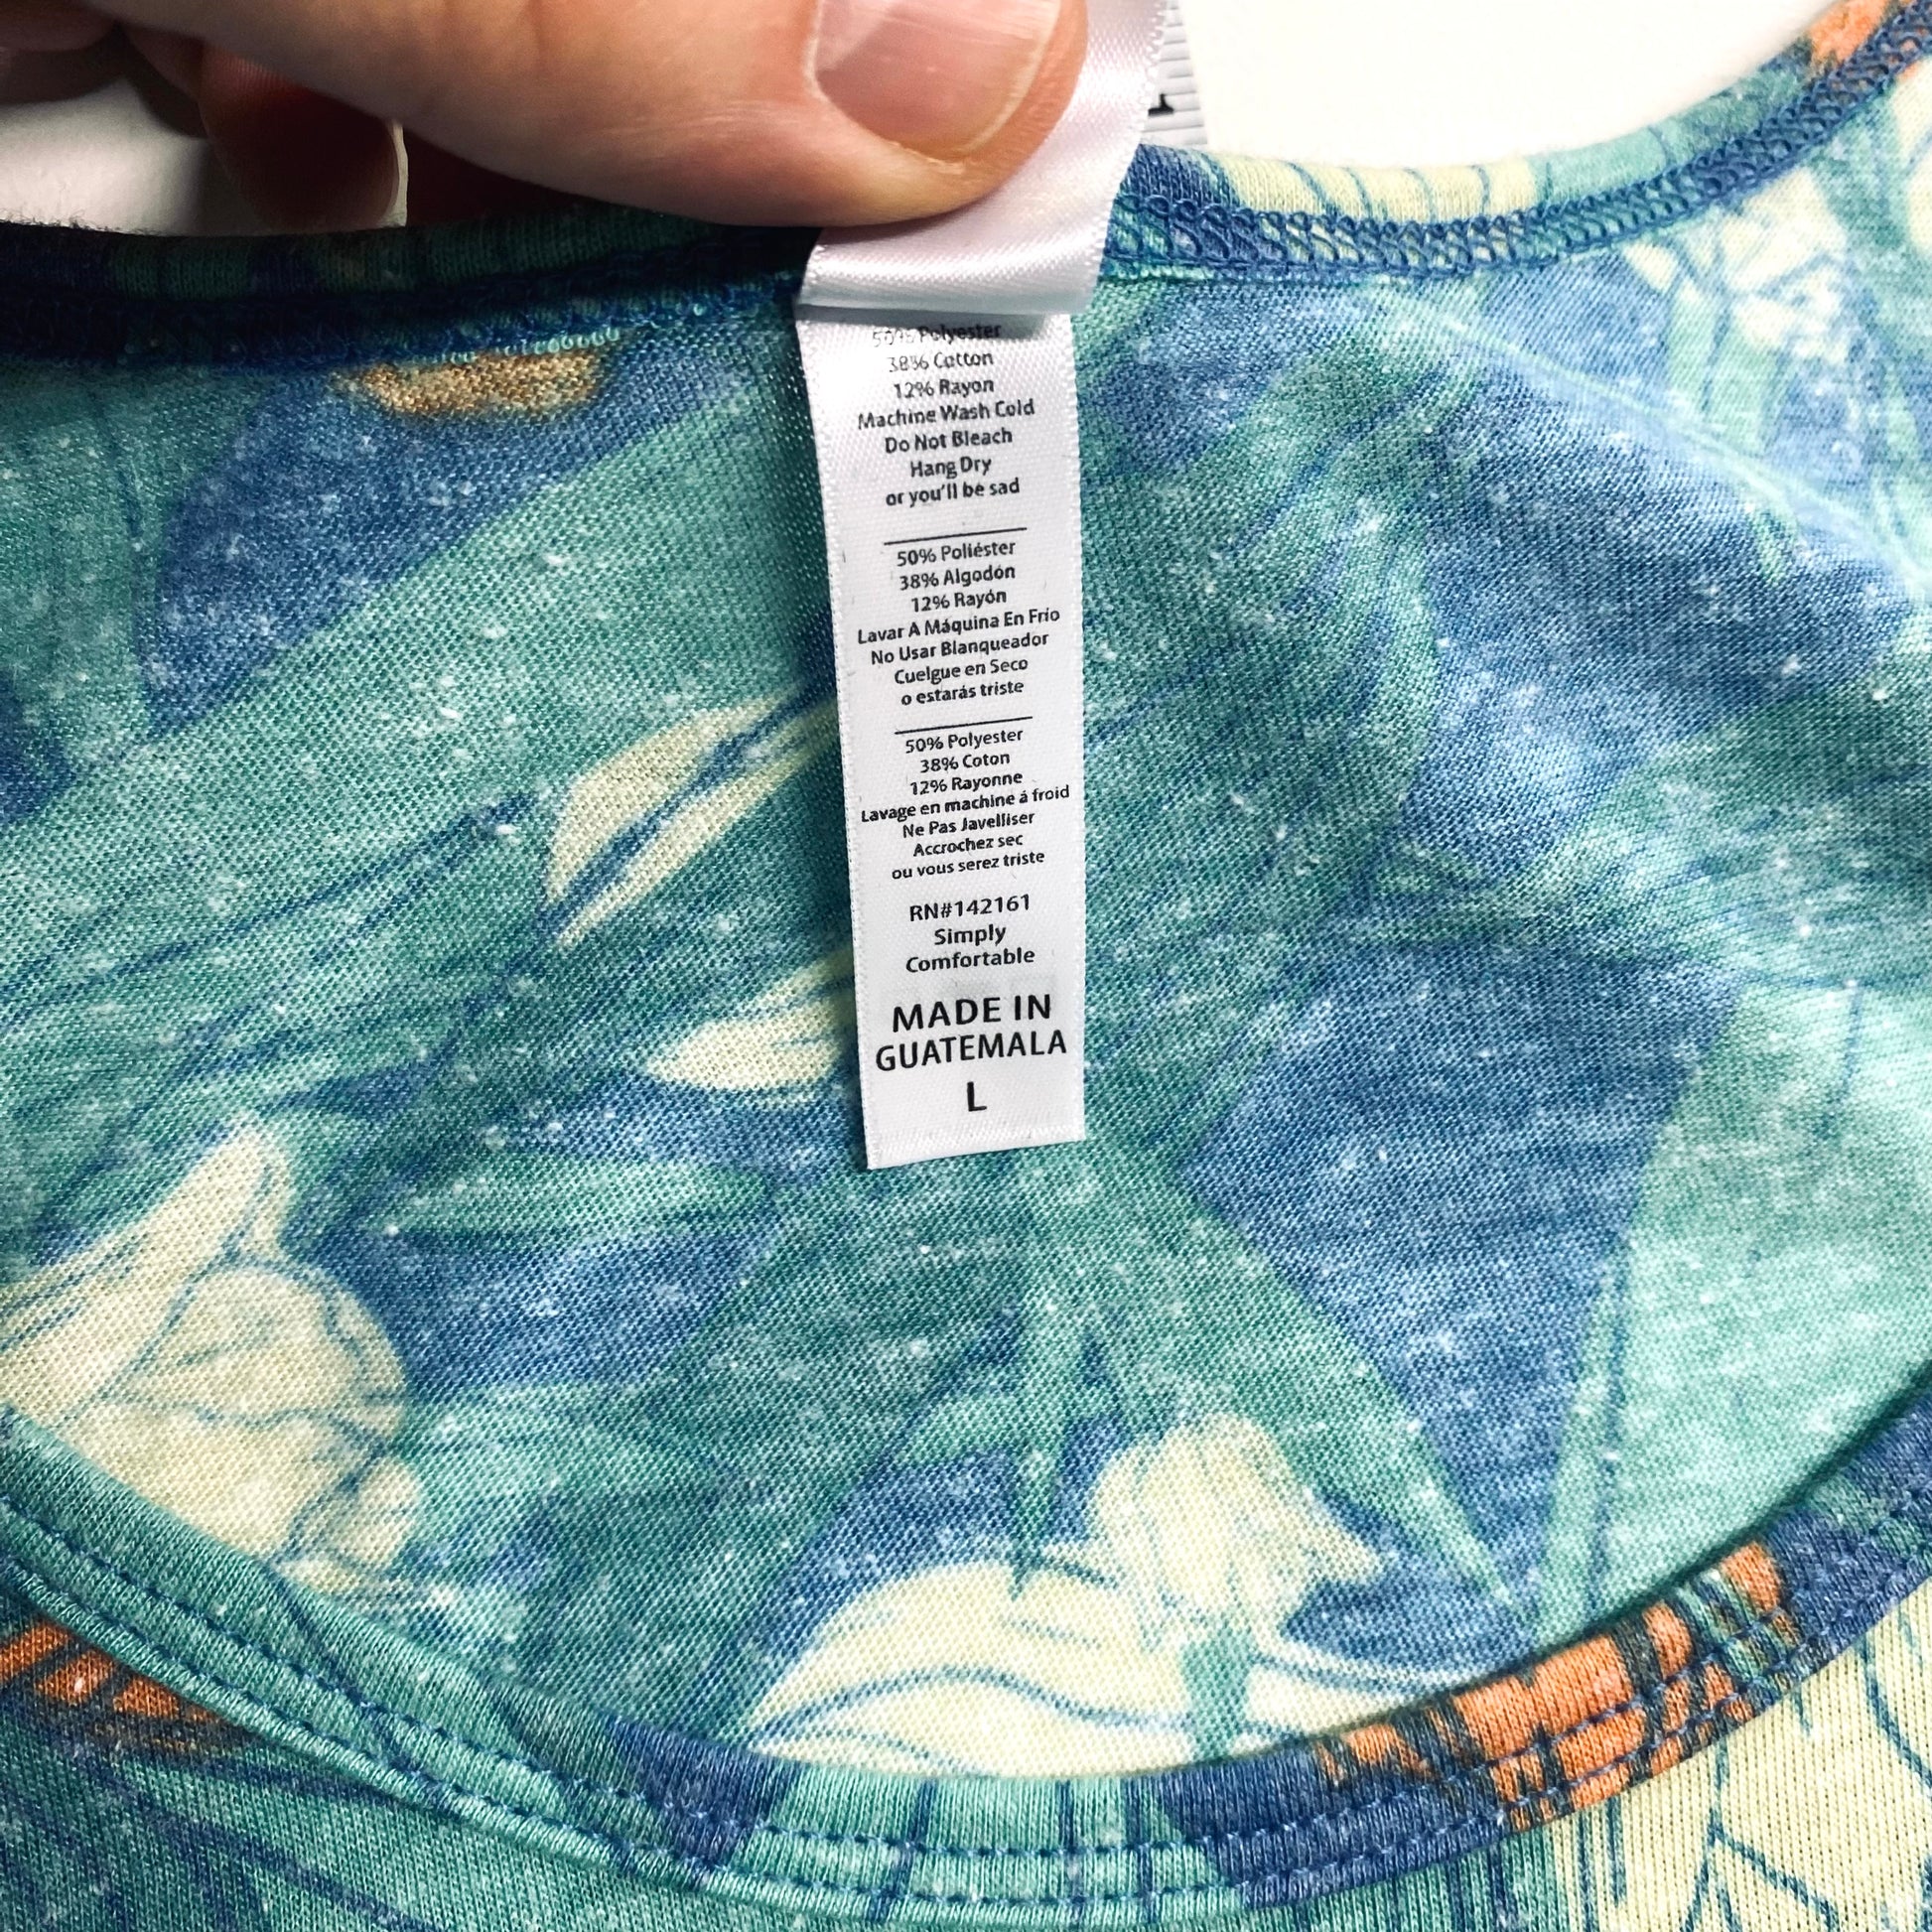 50% Polyester
38% Cotton
12% Rayon
Machine Wash Cold
Do Not Bleach
Hang Dry
or you'll be sad
50% Poliéster
38% Algodón
12% Rayón
Lavar A Máquina En Frío
No Usar Blanqueador
Cuelgue en Seco
o estarás triste
50% Polyester
38% Coton
12% Rayonne
Lavage en machine á froid
Ne Pas Javelliser
Accrochez sec
ou vous serez triste
RN#142161
Simply
Comfortable
MADE IN
GUATEMALA
L